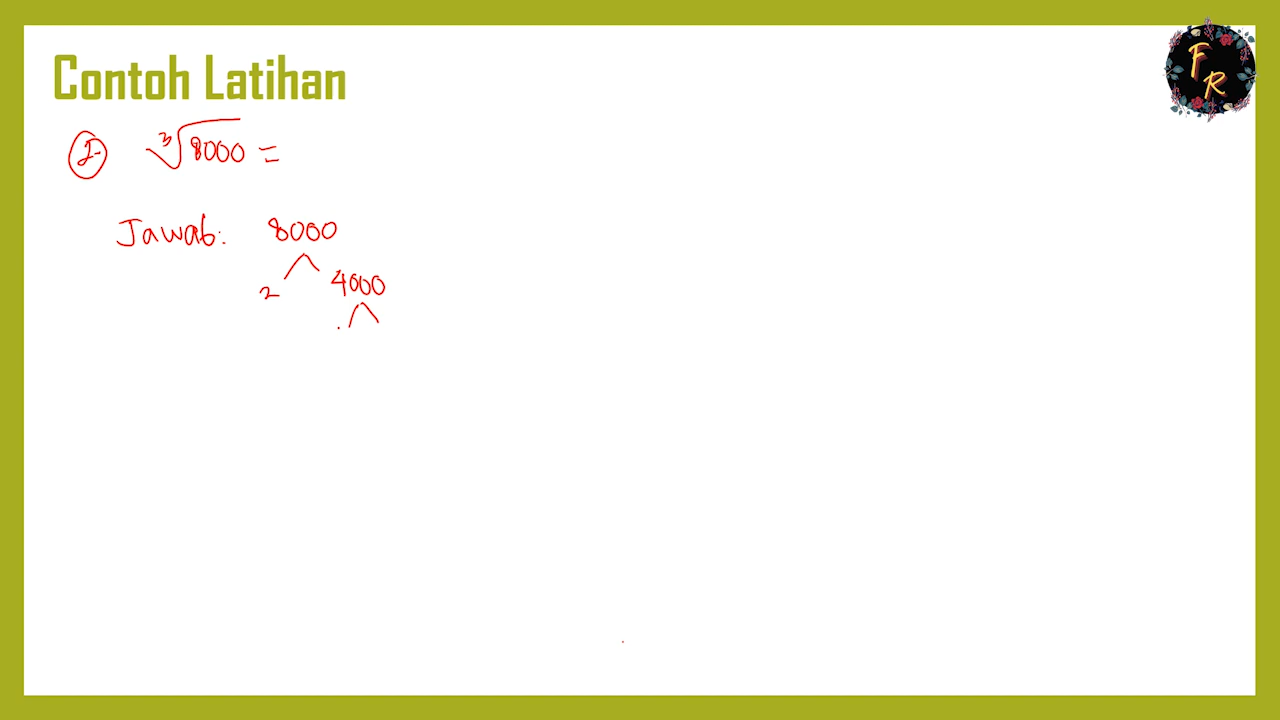 Contoh Latihan
F R
2. ∛8000 =
Jawab: 8000
2 4000